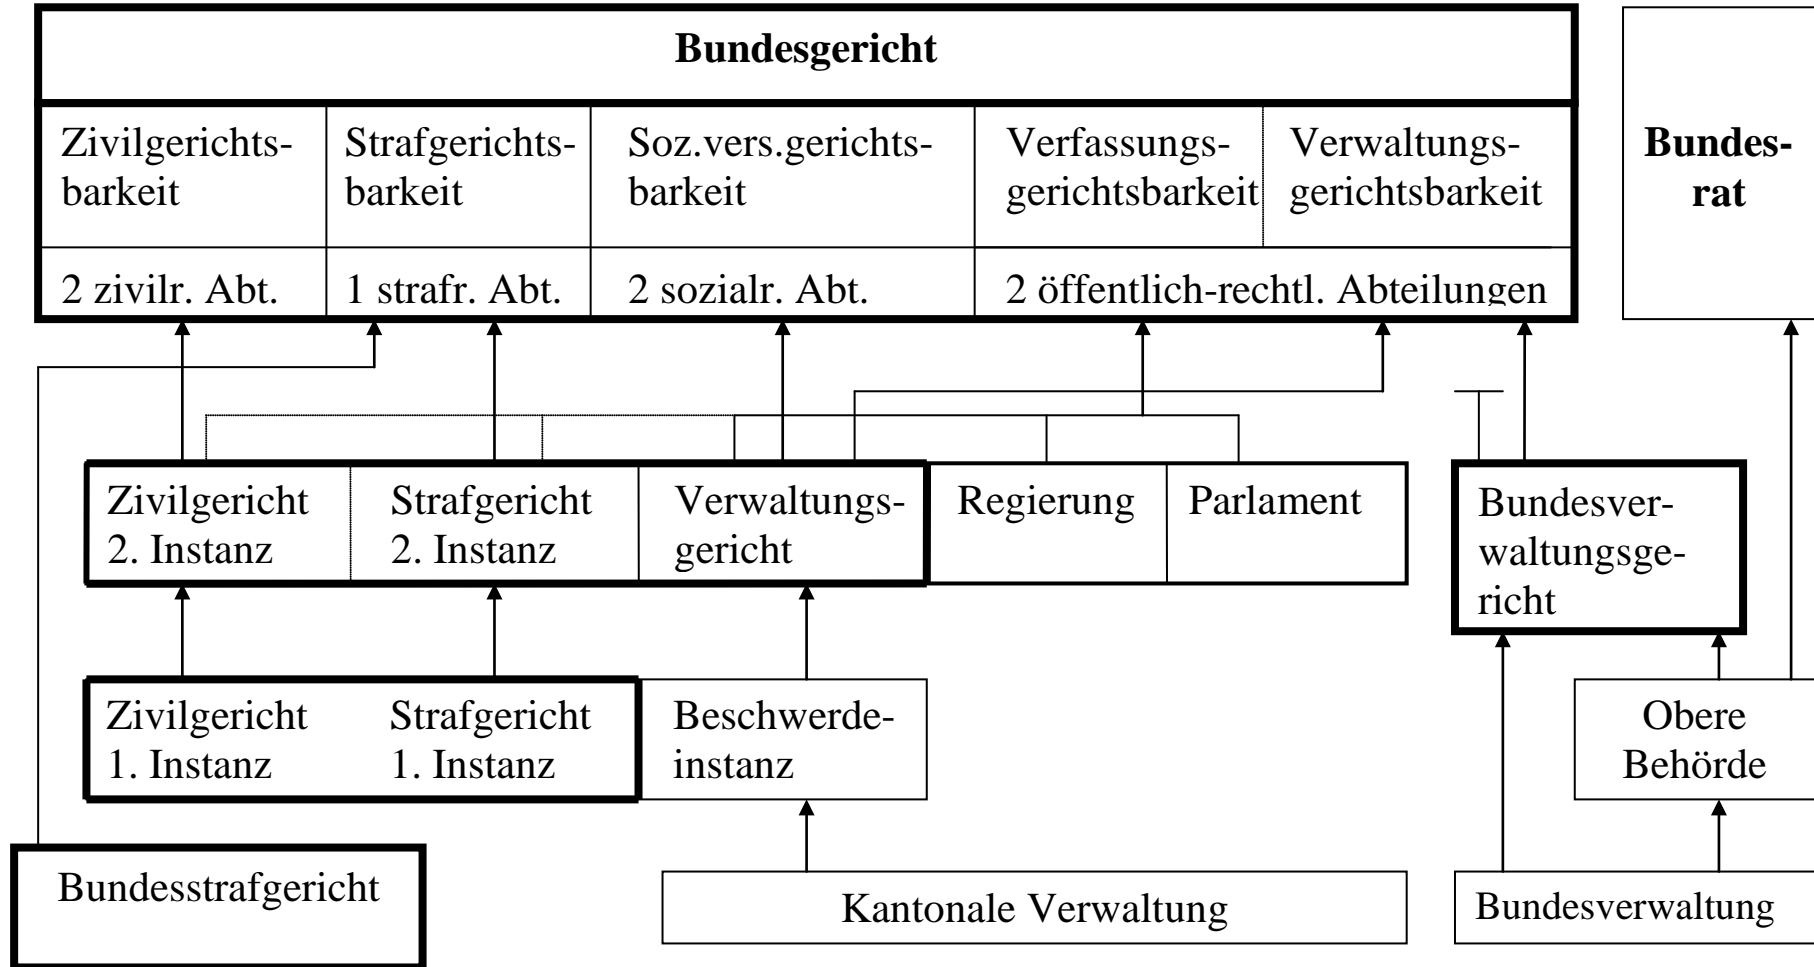 Bundesgericht
Zivilgerichts-
barkeit
Strafgerichts-
barkeit
Soz.vers.gerichts-
barkeit
Verfassungs-
gerichtsbarkeit
Verwaltungs-
gerichtsbarkeit
2 zivilr. Abt.
1 strafr. Abt.
2 sozialr. Abt.
2 öffentlich-rechtl. Abteilungen
Bundes-
rat
Zivilgericht
2. Instanz
Strafgericht
2. Instanz
Verwaltungs-
gericht
Regierung
Parlament
Bundesver-
waltungsge-
richt
Zivilgericht
1. Instanz
Strafgericht
1. Instanz
Beschwerde-
instanz
Obere
Behörde
Bundesstrafgericht
Kantonale Verwaltung
Bundesverwaltung